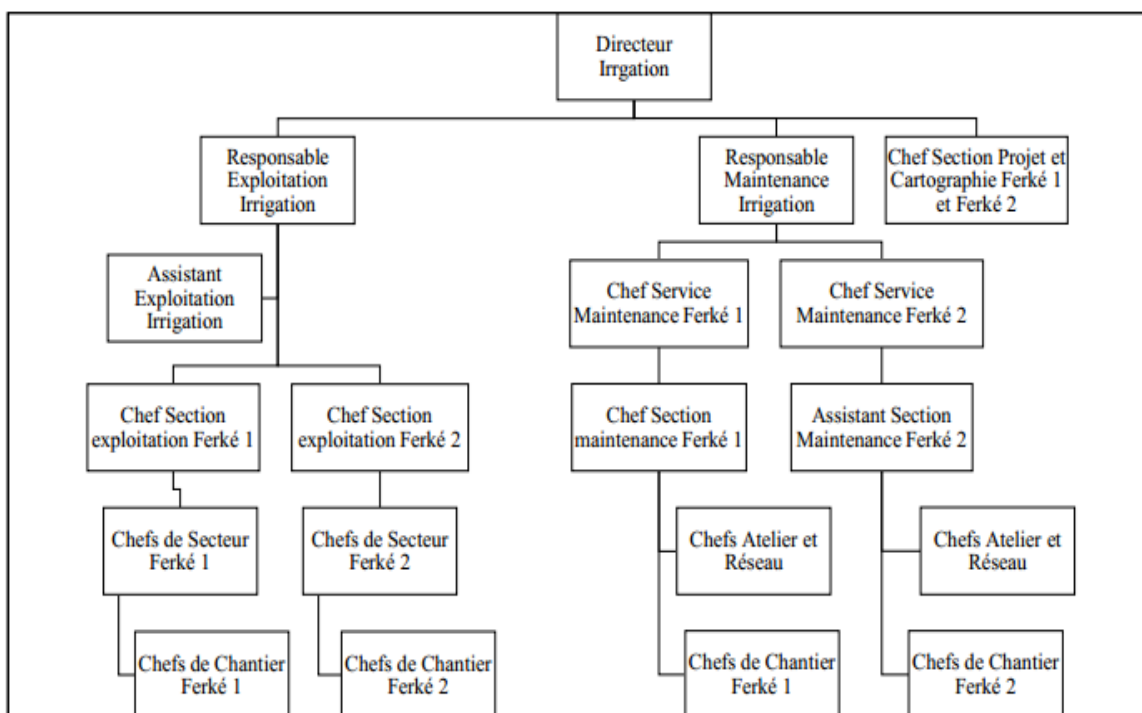 Directeur
Irrgation
Responsable
Exploitation
Irrigation
Responsable
Maintenance
Irrigation
Chef Section Projet et
Cartographie Ferké 1
et Ferké 2
Assistant
Exploitation
Irrigation
Chef Service
Maintenance Ferké 1
Chef Service
Maintenance Ferké 2
Chef Section
exploitation Ferké 1
Chef Section
exploitation Ferké 2
Chef Section
maintenance Ferké 1
Assistant Section
Maintenance Ferké 2
Chefs de Secteur
Ferké 1
Chefs de Secteur
Ferké 2
Chefs Atelier et
Réseau
Chefs Atelier et
Réseau
Chefs de Chantier
Ferké 1
Chefs de Chantier
Ferké 2
Chefs de Chantier
Ferké 1
Chefs de Chantier
Ferké 2